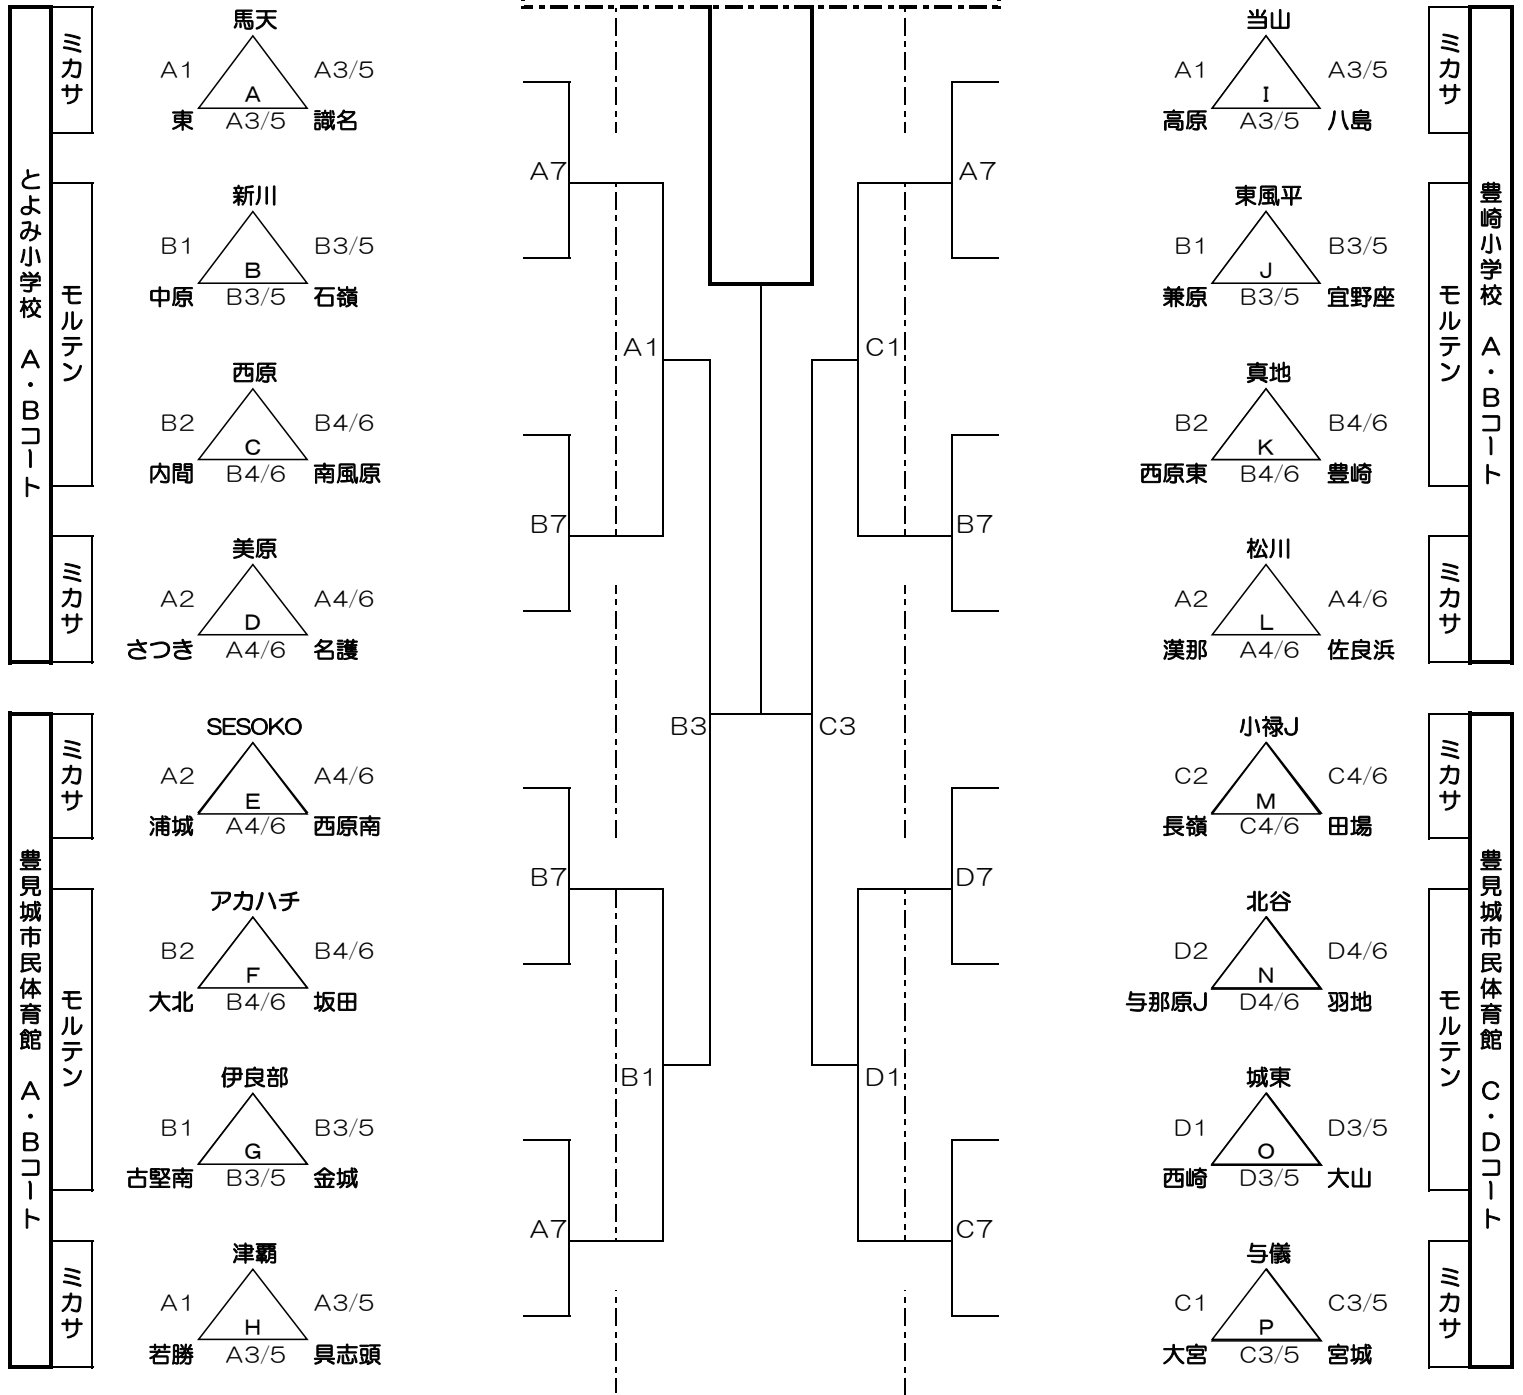 とよみ小学校 A・Bコート
ミカサ
馬天
A1
A3/5
A
東
A3/5
識名
モルテン
新川
B1
B3/5
B
中原
B3/5
石嶺
西原
B2
B4/6
C
内間
B4/6
南風原
ミカサ
美原
A2
A4/6
D
さつき
A4/6
名護
豊見城市民体育館 A・Bコート
ミカサ
SESOKO
A2
A4/6
E
浦城
A4/6
西原南
モルテン
アカハチ
B2
B4/6
F
大北
B4/6
坂田
伊良部
B1
B3/5
G
古堅南
B3/5
金城
ミカサ
津覇
A1
A3/5
H
若勝
A3/5
具志頭
A7
A1
B7
B3
B7
B1
A7
A7
C1
B7
C3
D7
D1
C7
当山
A1
A3/5
I
高原
A3/5
八島
ミカサ
東風平
B1
B3/5
J
兼原
B3/5
宜野座
モルテン
真地
B2
B4/6
K
西原東
B4/6
豊崎
松川
A2
A4/6
L
漢那
A4/6
佐良浜
ミカサ
豊崎小学校 A・Bコート
小禄J
C2
C4/6
M
長嶺
C4/6
田場
ミカサ
北谷
D2
D4/6
N
与那原J
D4/6
羽地
モルテン
城東
D1
D3/5
O
西崎
D3/5
大山
与儀
C1
C3/5
P
大宮
C3/5
宮城
ミカサ
豊見城市民体育館 C・Dコート